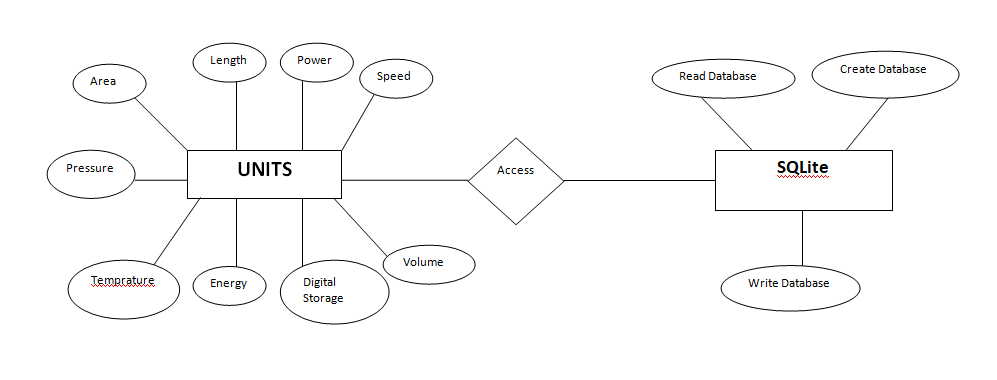 Length
Power
Speed
Area
Read Database
Create Database
Pressure
UNITS
Access
SQLite
Temprature
Energy
Digital
Storage
Volume
Write Database